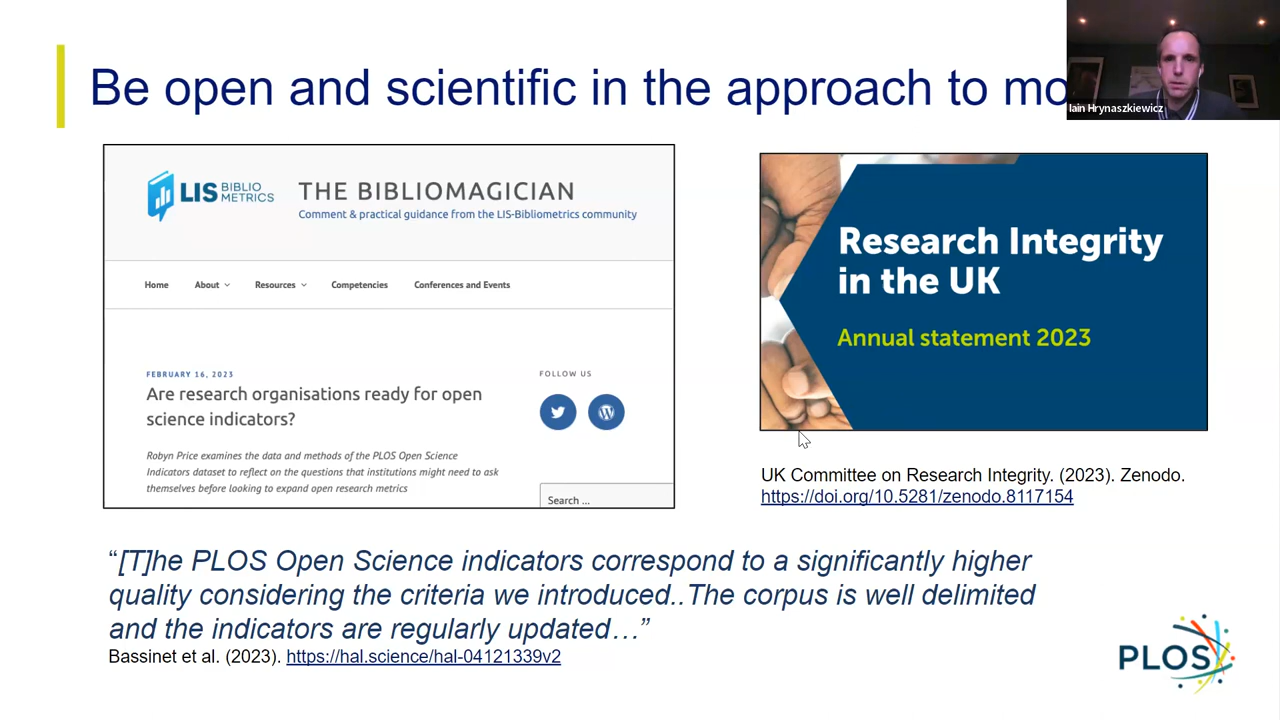 Be open and scientific in the approach to mo
Iain Hrynaszkiewicz
LIS BIBLIO METRICS
THE BIBLIOMAGICIAN
Comment & practical guidance from the LIS-Bibliometrics community
Home About Resources Competencies Conferences and Events
FEBRUARY 16, 2023
Are research organisations ready for open
science indicators?
Robyn Price examines the data and methods of the PLOS Open Science
Indicators dataset to reflect on the questions that institutions might need to ask
themselves before looking to expand open research metrics
FOLLOW US
Search ...
Research Integrity
in the UK
Annual statement 2023
UK Committee on Research Integrity. (2023). Zenodo.
https://doi.org/10.5281/zenodo.8117154
“[T]he PLOS Open Science indicators correspond to a significantly higher
quality considering the criteria we introduced..The corpus is well delimited
and the indicators are regularly updated…”
Bassinet et al. (2023). https://hal.science/hal-04121339v2
PLOS